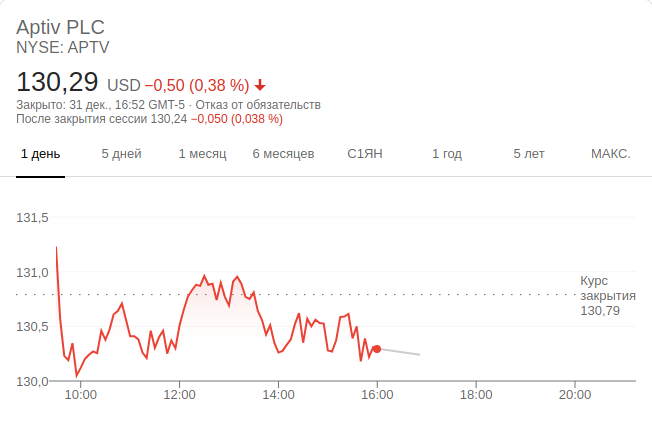 Aptiv PLC
NYSE: APTV
130,29 USD −0,50 (0,38 %)
Закрыто: 31 дек., 16:52 GMT-5 · Отказ от обязательств
После закрытия сессии 130,24 −0,050 (0,038 %)
1 день 5 дней 1 месяц 6 месяцев С1ЯН 1 год 5 лет МАКС.
131,5
131,0
Курс
закрытия
130,79
130,5
130,0
10:00 12:00 14:00 16:00 18:00 20:00